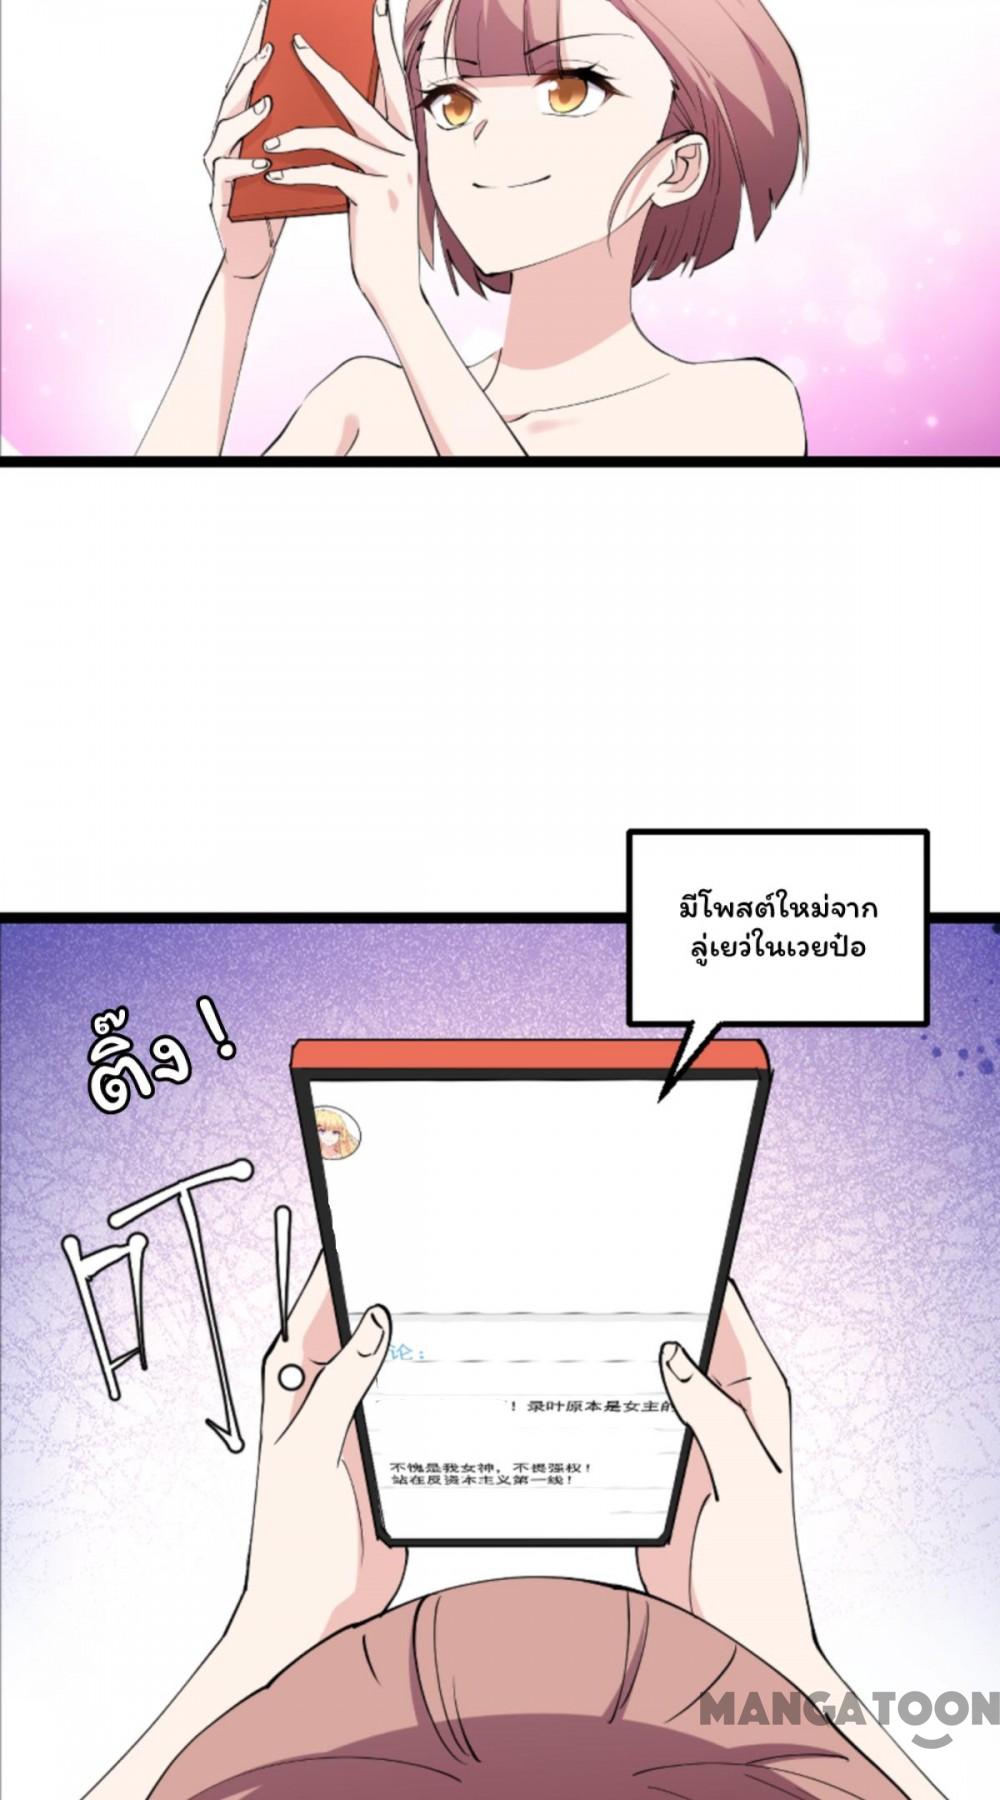 มีโพสต์ใหม่จาก
ลู่เยว่ในเวยป๋อ
ติ๊ง!
叮!
论：
！录叶原本是女主的
不愧是我女神，不畏强权！
站在反资本主义第一线！
MANGATOON